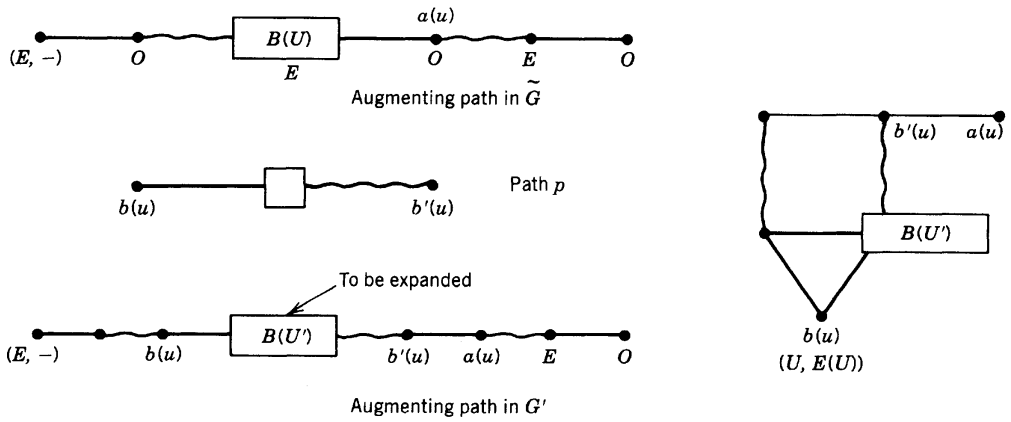 a(u)
B(U)
(E, −) O E O E O
Augmenting path in G̃
b'(u) a(u)
b(u) b'(u)
Path p
B(U')
To be expanded
B(U')
(E, −) b(u) b'(u) a(u) E O
b(u)
(U, E(U))
Augmenting path in G'